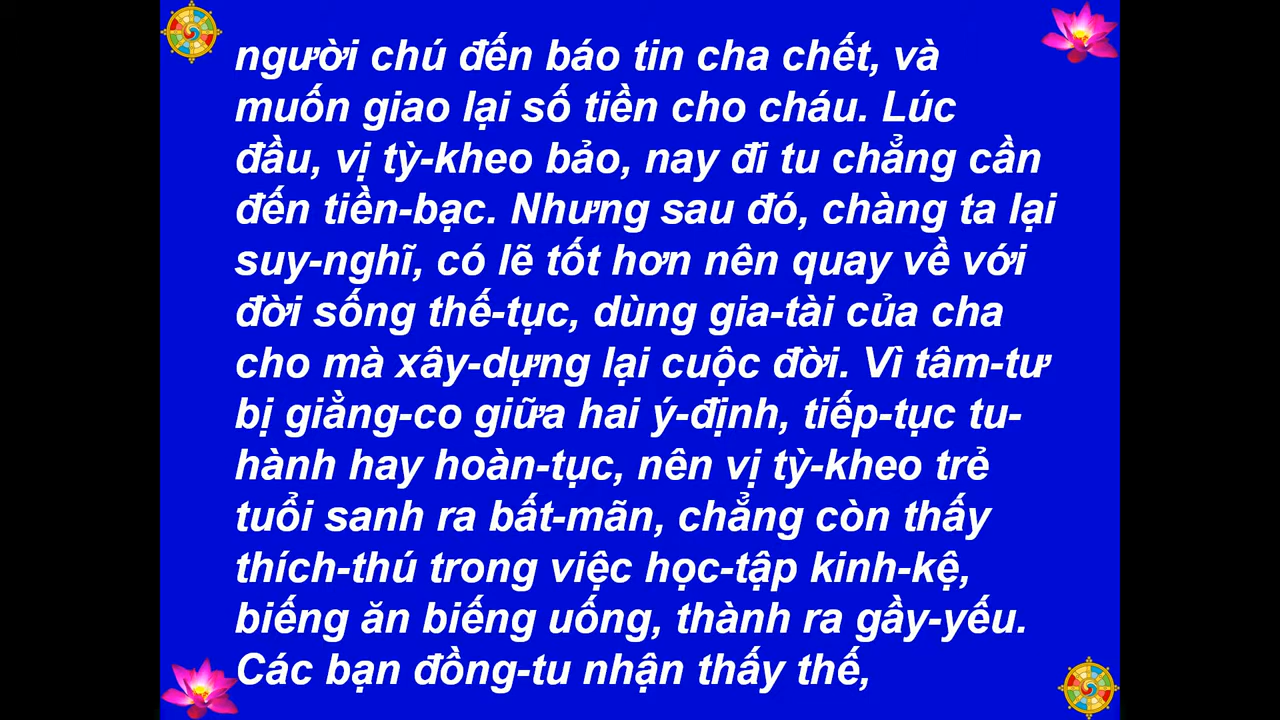 người chú đến báo tin cha chết, và
muốn giao lại số tiền cho cháu. Lúc
đầu, vị tỳ-kheo bảo, nay đi tu chẳng cần
đến tiền-bạc. Nhưng sau đó, chàng ta lại
suy-nghĩ, có lẽ tốt hơn nên quay về với
đời sống thế-tục, dùng gia-tài của cha
cho mà xây-dựng lại cuộc đời. Vì tâm-tư
bị giằng-co giữa hai ý-định, tiếp-tục tu-
hành hay hoàn-tục, nên vị tỳ-kheo trẻ
tuổi sanh ra bất-mãn, chẳng còn thấy
thích-thú trong việc học-tập kinh-kệ,
biếng ăn biếng uống, thành ra gầy-yếu.
Các bạn đồng-tu nhận thấy thế,